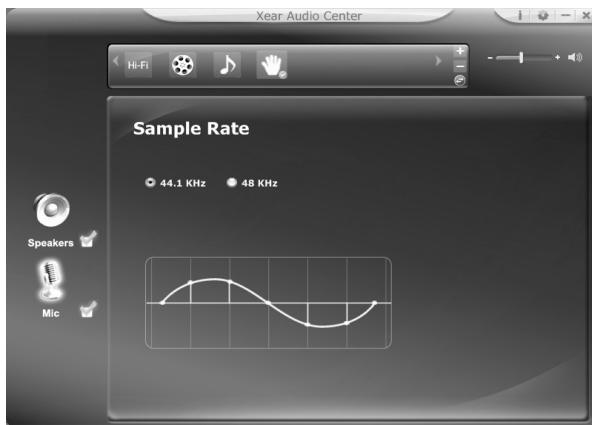 Xear Audio Center
Hi-Fi
Sample Rate
44.1 KHz 48 KHz
Speakers
Mic